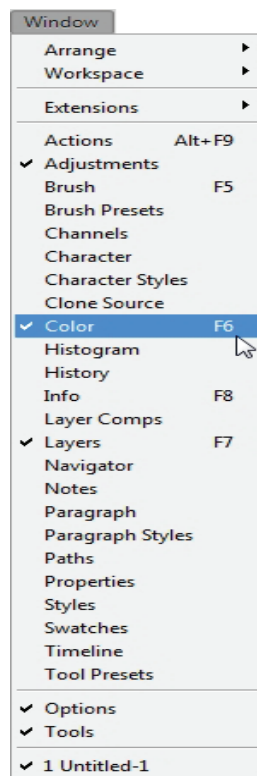 Window
Arrange
Workspace
Extensions
Actions Alt+F9
Adjustments
Brush F5
Brush Presets
Channels
Character
Character Styles
Clone Source
Color F6
Histogram
History
Info F8
Layer Comps
Layers F7
Navigator
Notes
Paragraph
Paragraph Styles
Paths
Properties
Styles
Swatches
Timeline
Tool Presets
Options
Tools
1 Untitled-1